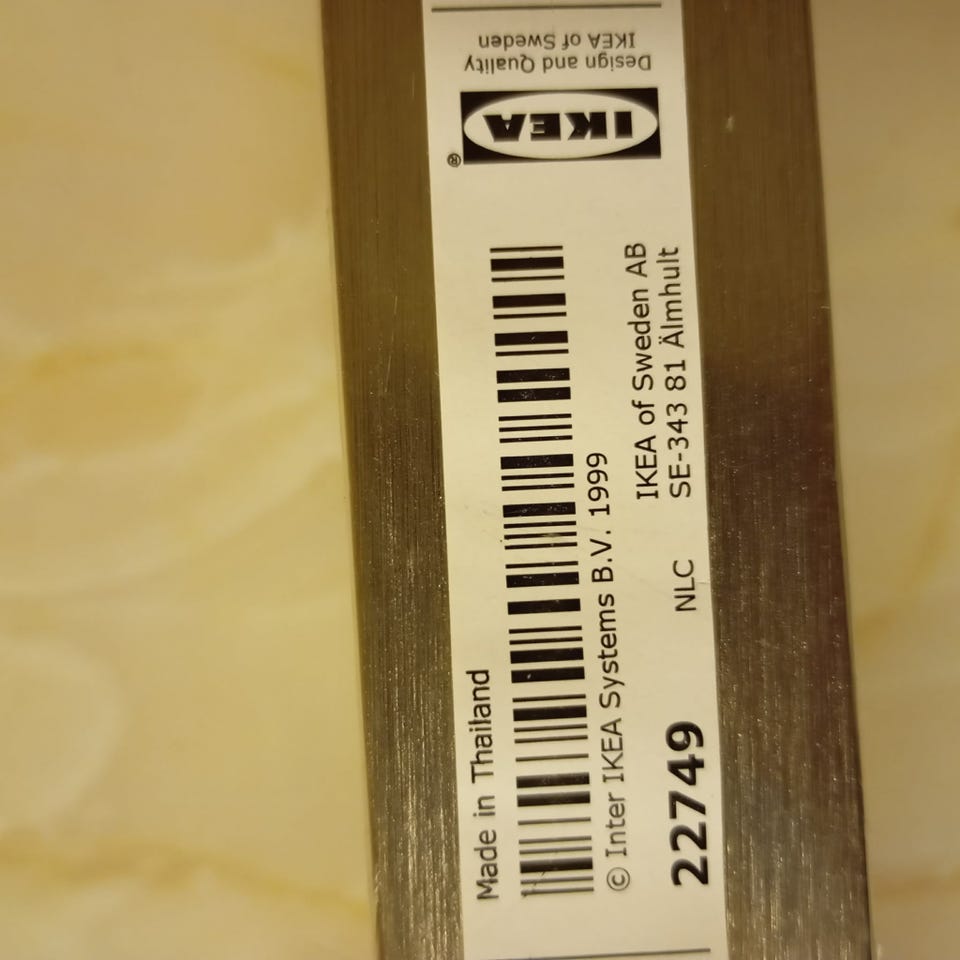 Design and Quality
IKEA of Sweden
IKEA®
Made in Thailand
© Inter IKEA Systems B.V. 1999
IKEA of Sweden AB
22749 NLC SE-343 81 Älmhult